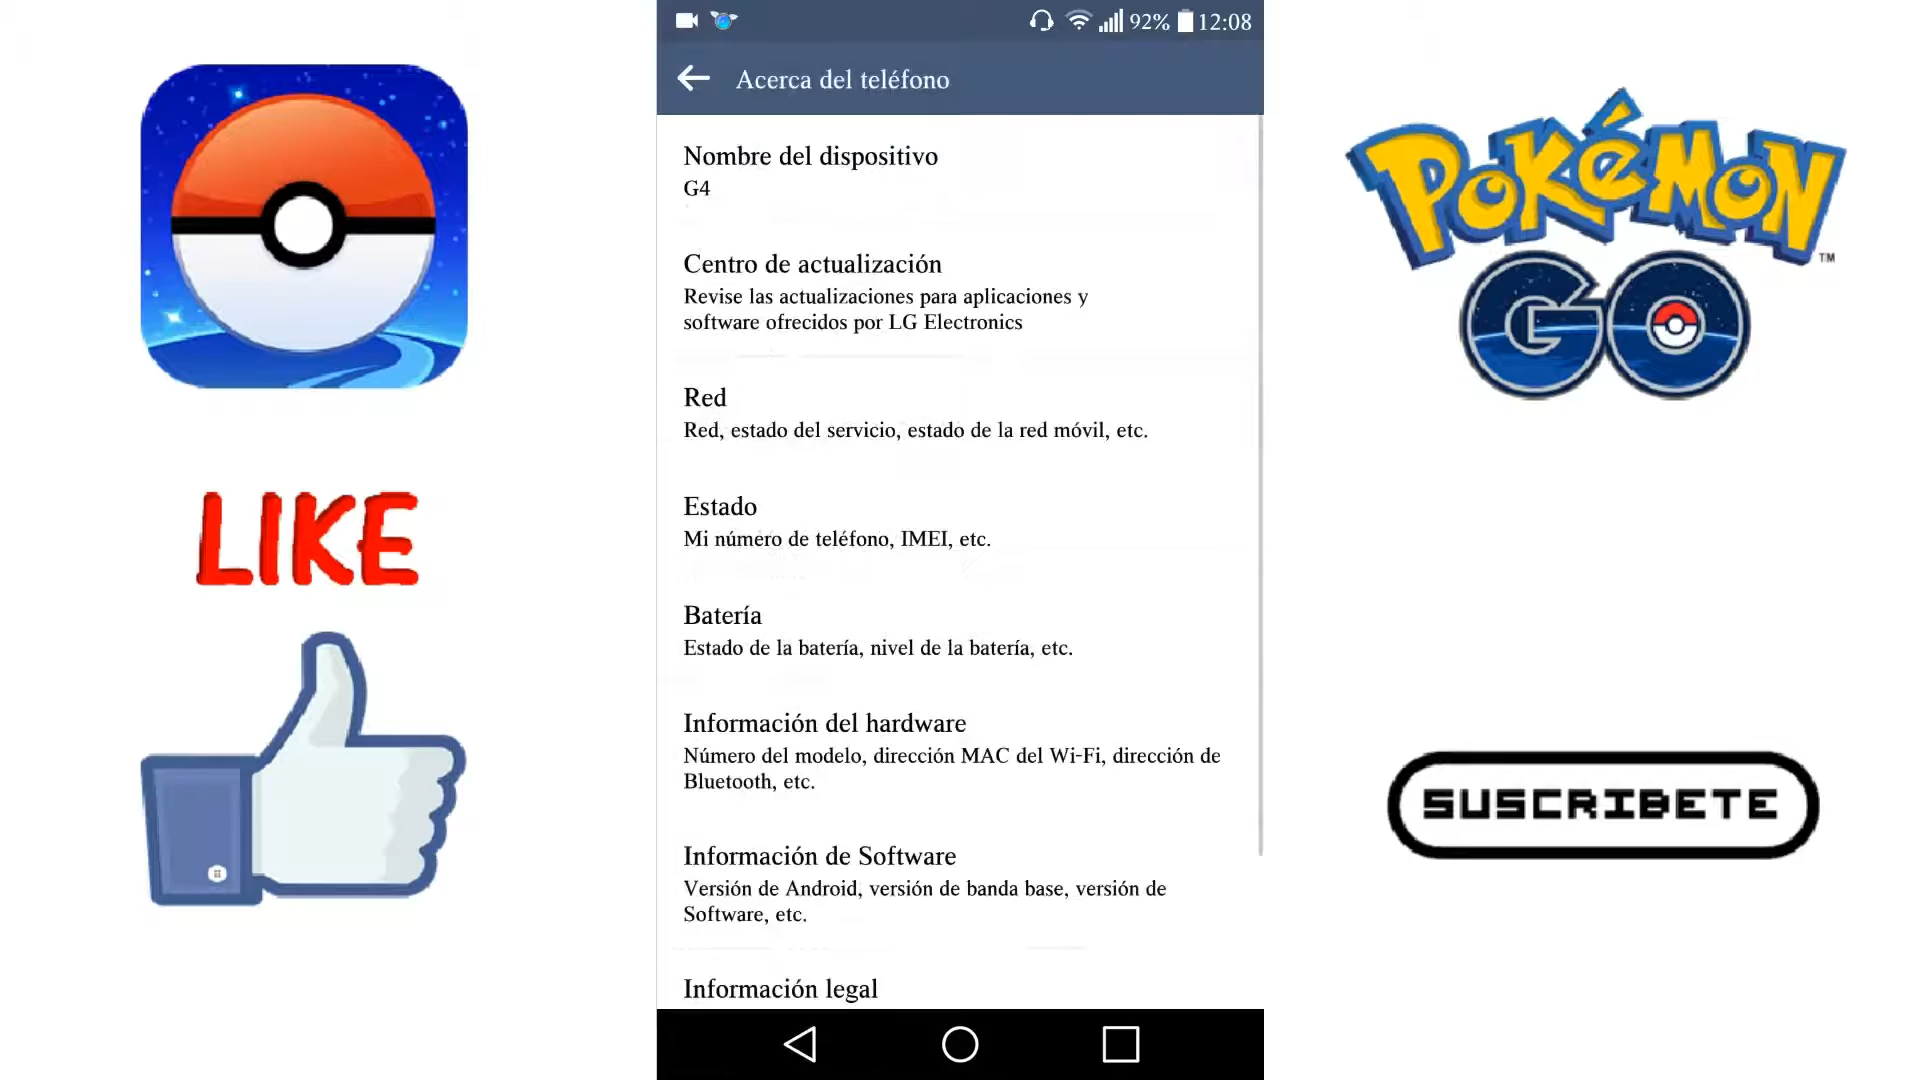 92% 12:08
Acerca del teléfono
Nombre del dispositivo
G4
Centro de actualización
Revise las actualizaciones para aplicaciones y
software ofrecidos por LG Electronics
Red
Red, estado del servicio, estado de la red móvil, etc.
Estado
Mi número de teléfono, IMEI, etc.
Batería
Estado de la batería, nivel de la batería, etc.
Información del hardware
Número del modelo, dirección MAC del Wi-Fi, dirección de
Bluetooth, etc.
Información de Software
Versión de Android, versión de banda base, versión de
Software, etc.
Información legal
LIKE
POKéMON
TM
GO
SUSCRIBETE